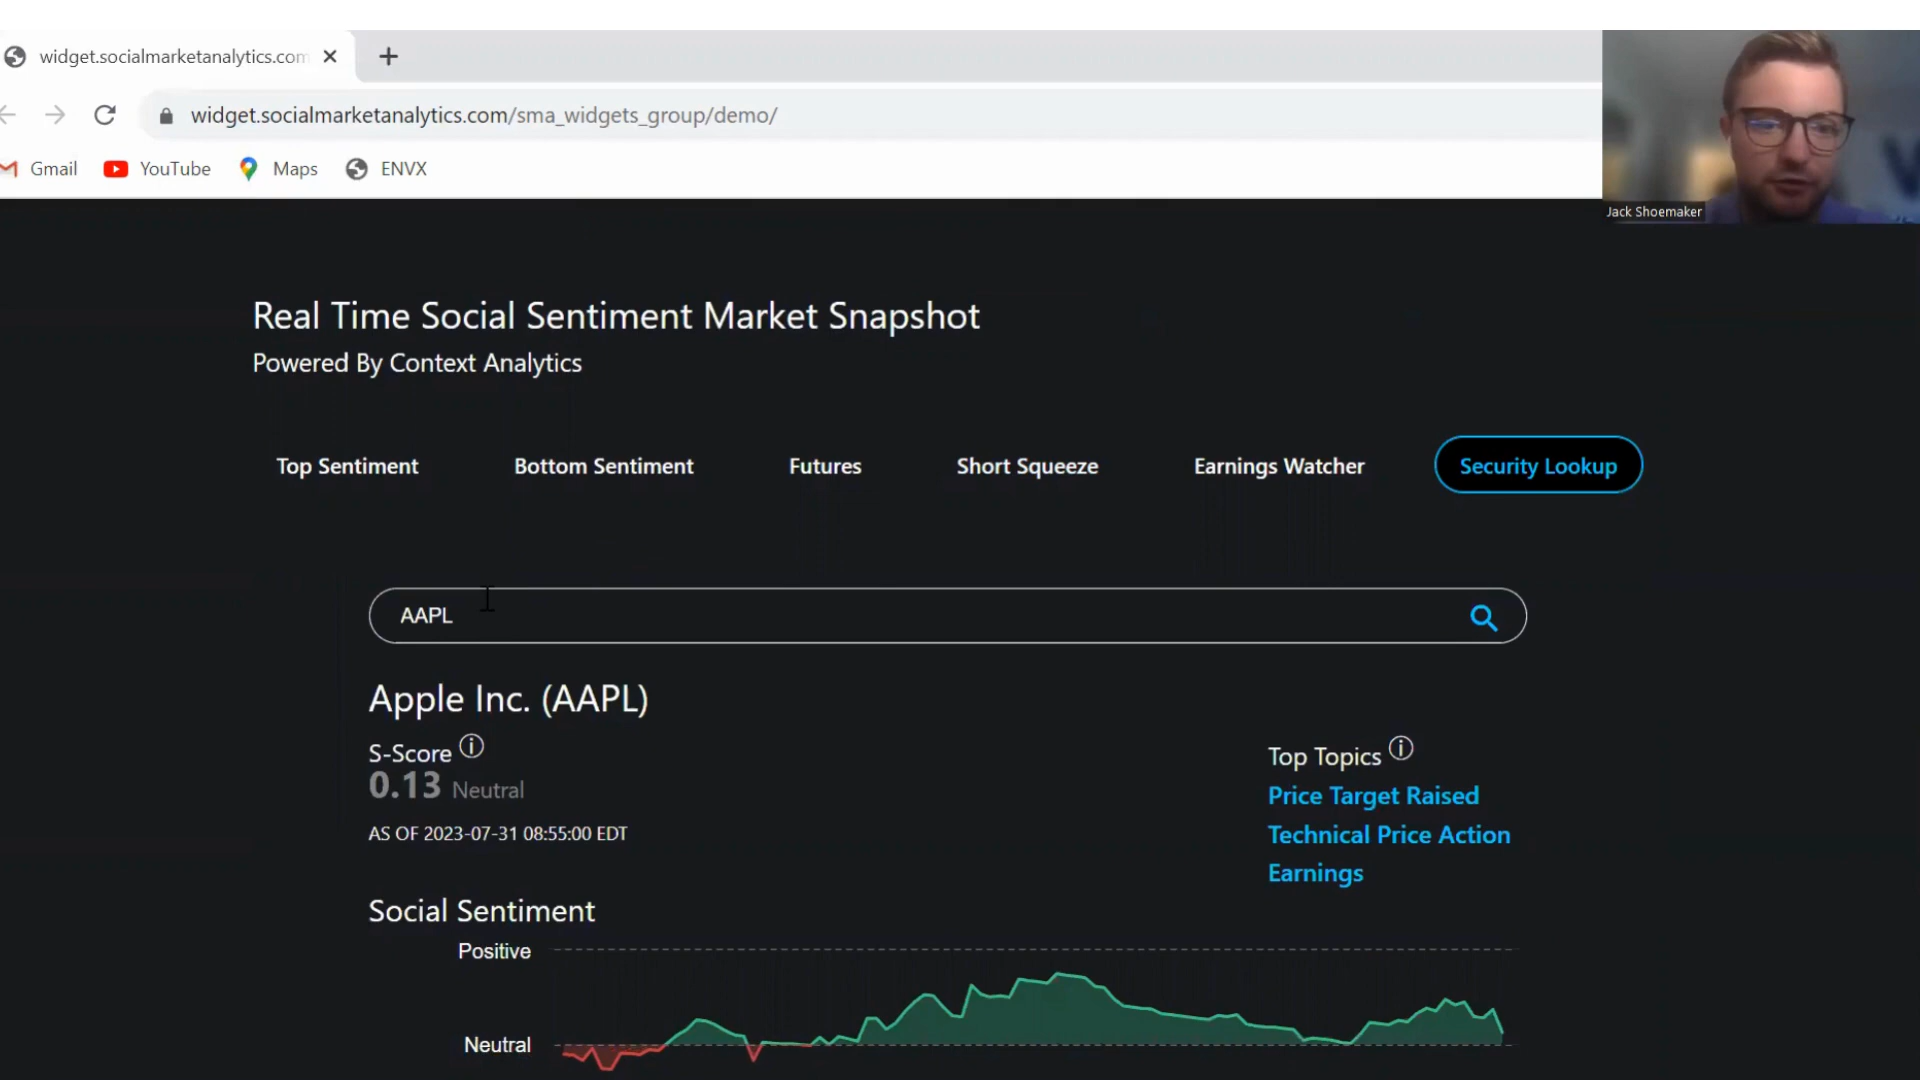 widget.socialmarketanalytics.com
widget.socialmarketanalytics.com/sma_widgets_group/demo/
Gmail YouTube Maps ENVX
Jack Shoemaker
Real Time Social Sentiment Market Snapshot
Powered By Context Analytics
Top Sentiment Bottom Sentiment Futures Short Squeeze Earnings Watcher Security Lookup
AAPL
Apple Inc. (AAPL)
S-Score
0.13 Neutral
AS OF 2023-07-31 08:55:00 EDT
Top Topics
Price Target Raised
Technical Price Action
Earnings
Social Sentiment
Positive
Neutral